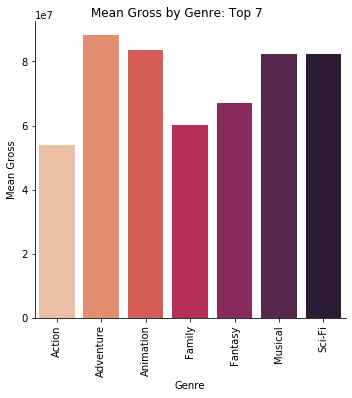 Mean Gross by Genre: Top 7
1e7
8
6
4
2
0
Mean Gross
Action
Adventure
Animation
Family
Fantasy
Musical
Sci-Fi
Genre